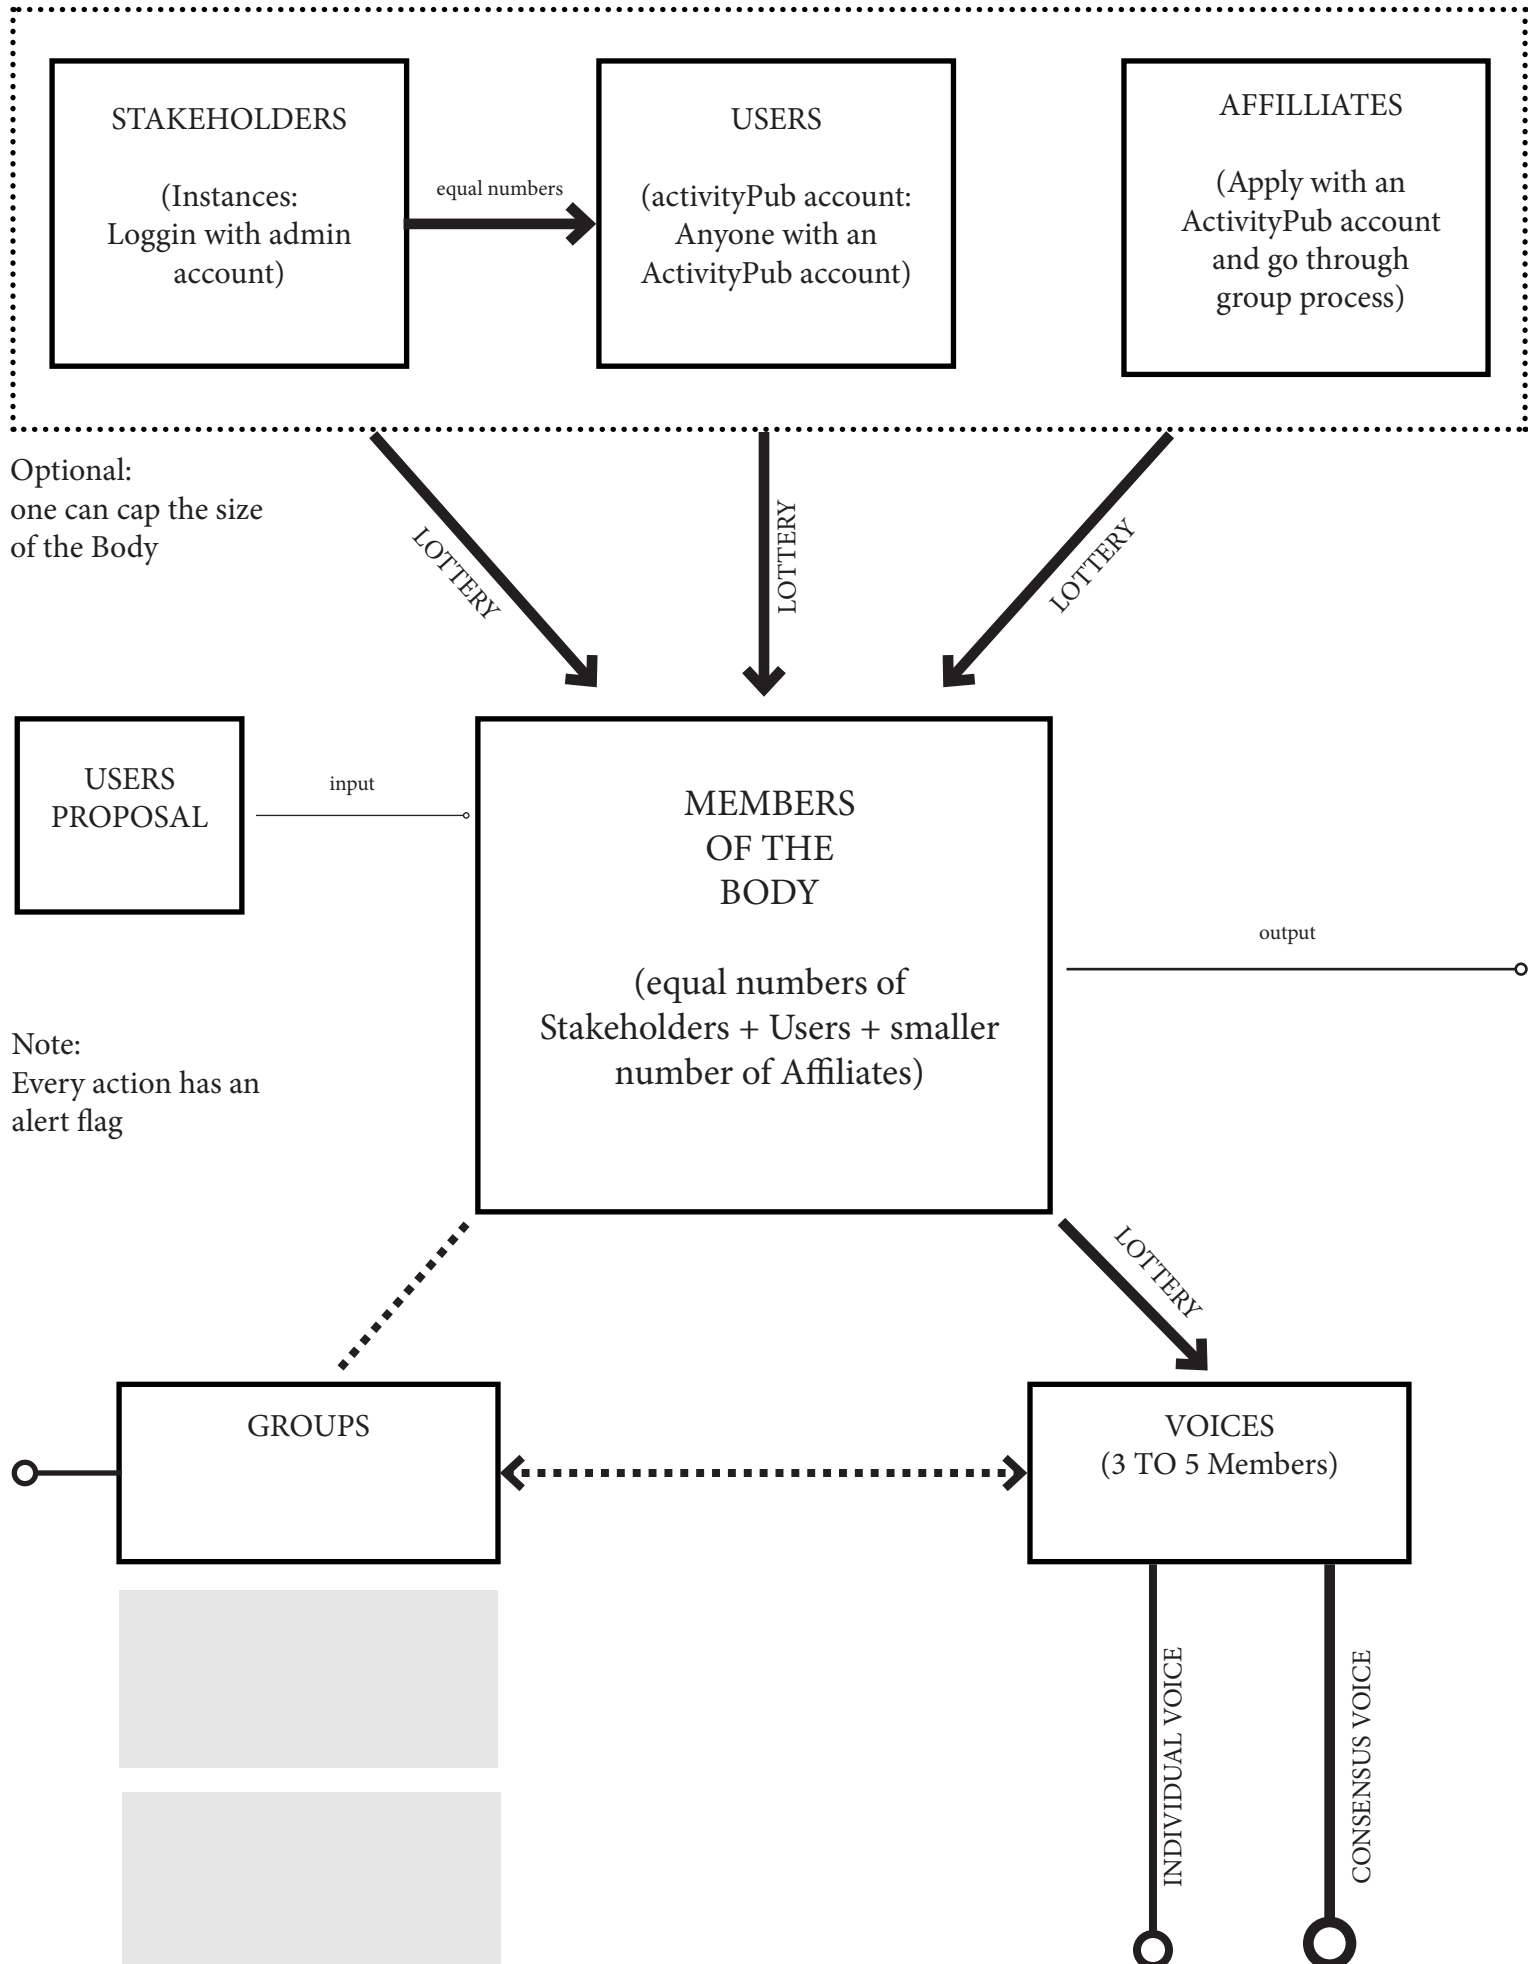 STAKEHOLDERS
(Instances:
Loggin with admin
account)
equal numbers
USERS
(activityPub account:
Anyone with an
ActivityPub account)
AFFILLIATES
(Apply with an
ActivityPub account
and go through
group process)
Optional:
one can cap the size
of the Body
LOTTERY
LOTTERY
LOTTERY
USERS
PROPOSAL
input
MEMBERS
OF THE
BODY
(equal numbers of
Stakeholders + Users + smaller
number of Affiliates)
output
Note:
Every action has an
alert flag
LOTTERY
GROUPS
VOICES
(3 TO 5 Members)
INDIVIDUAL VOICE
CONSENSUS VOICE